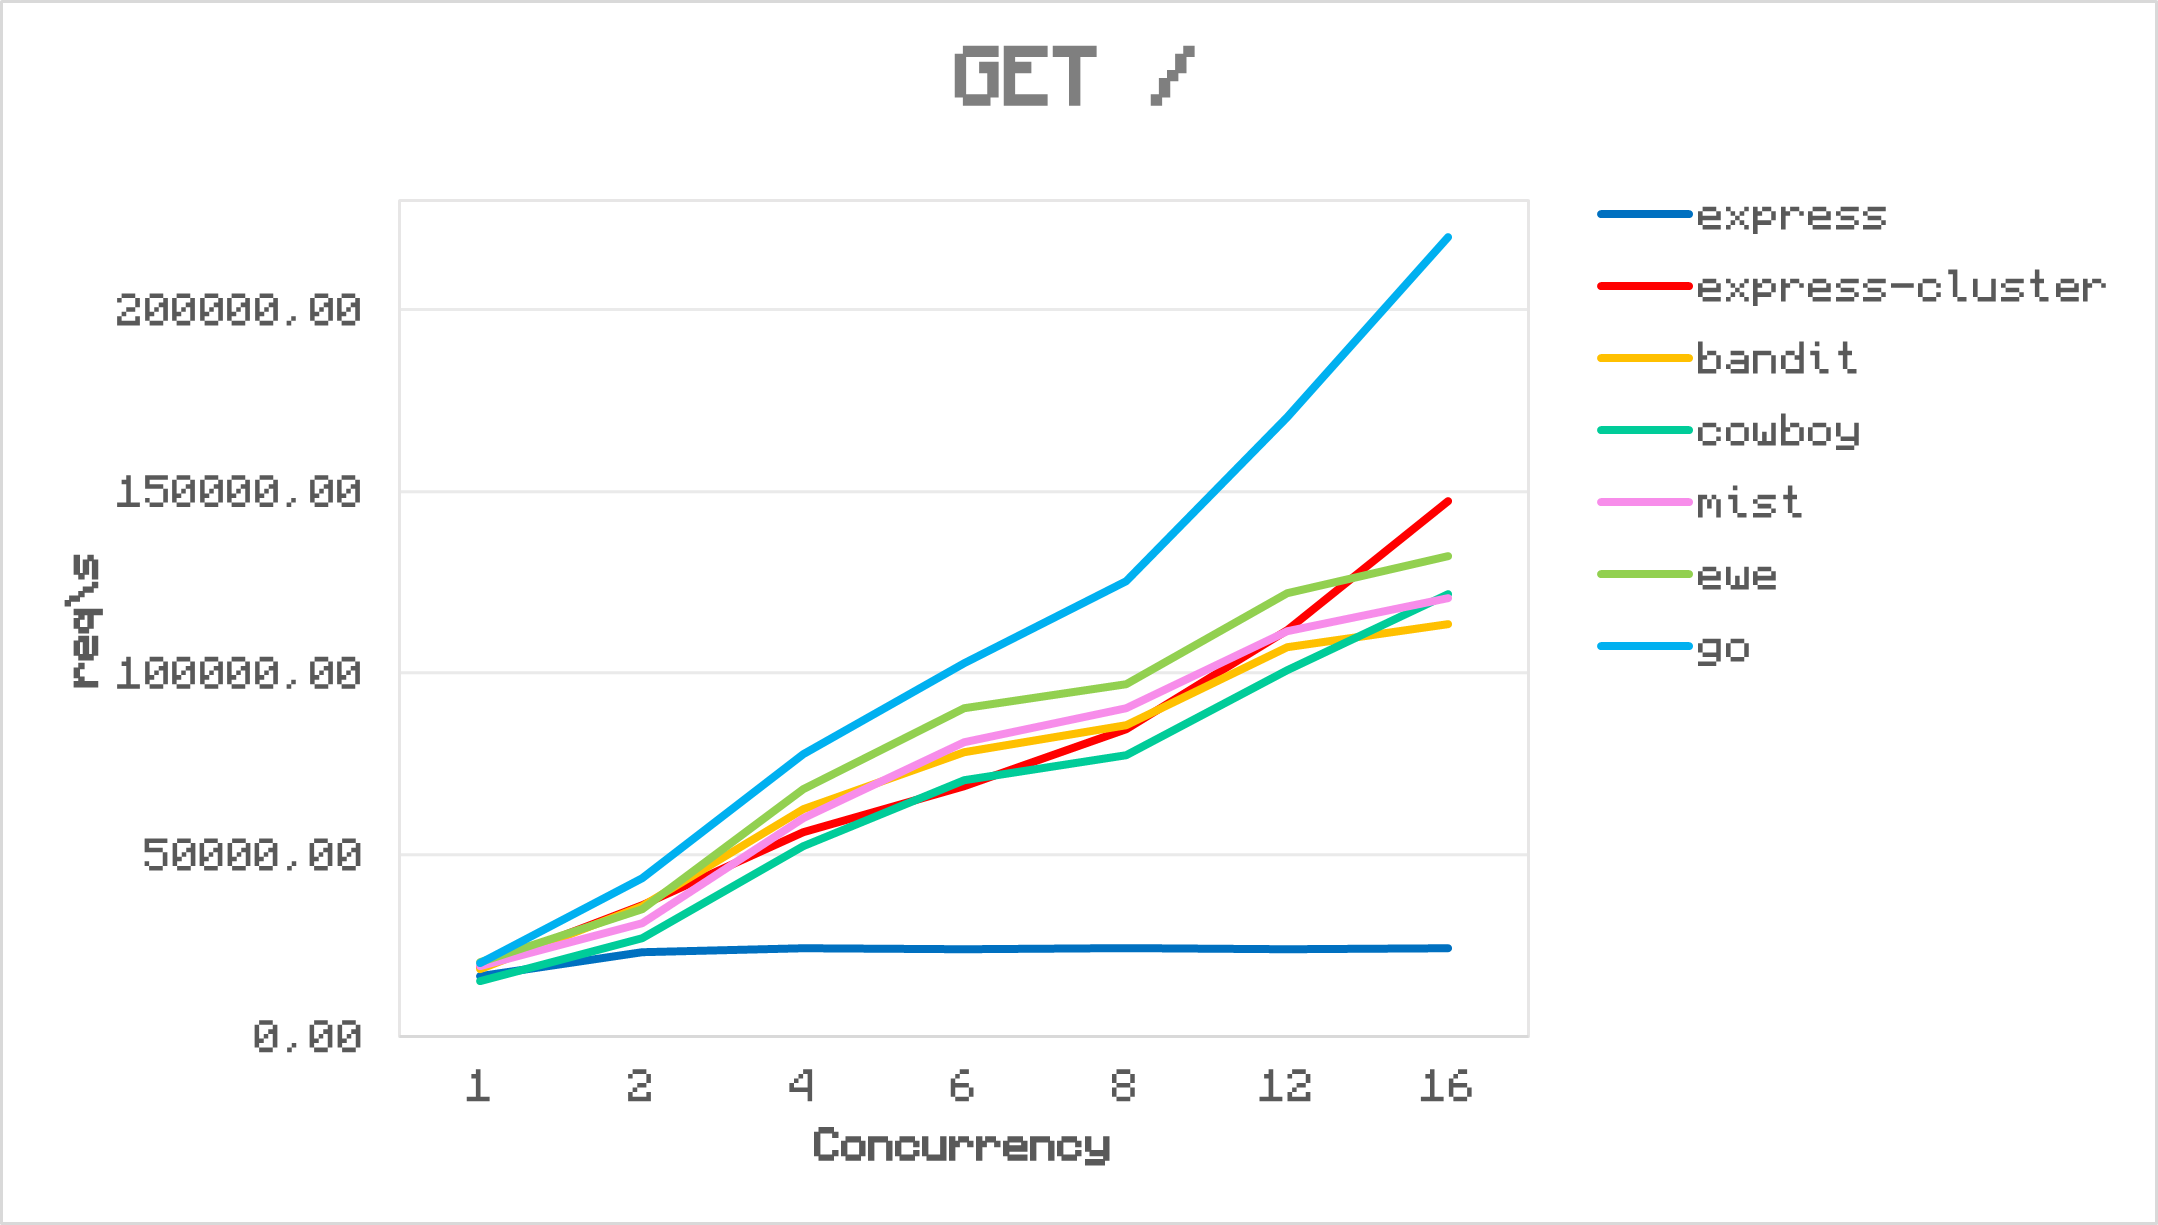 GET /
200000.00
150000.00
100000.00
50000.00
0.00
req\s
1 2 4 6 8 12 16
Concurrency
express
express-cluster
bandit
cowboy
mist
ewe
go